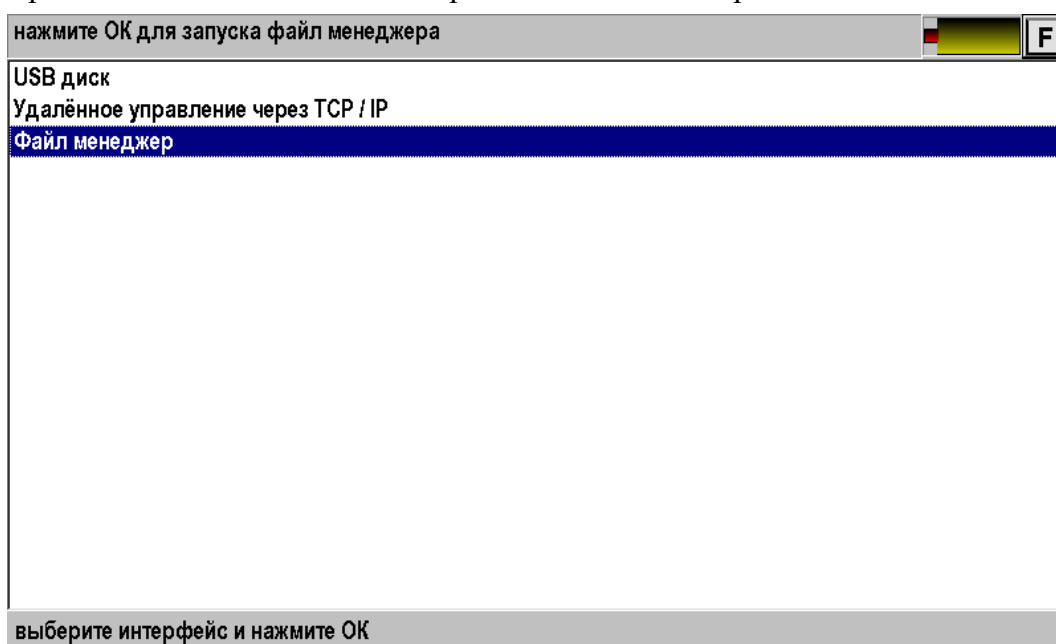 нажмите ОК для запуска файл менеджера
F
USB диск
Удалённое управление через TCP / IP
Файл менеджер
выберите интерфейс и нажмите ОК